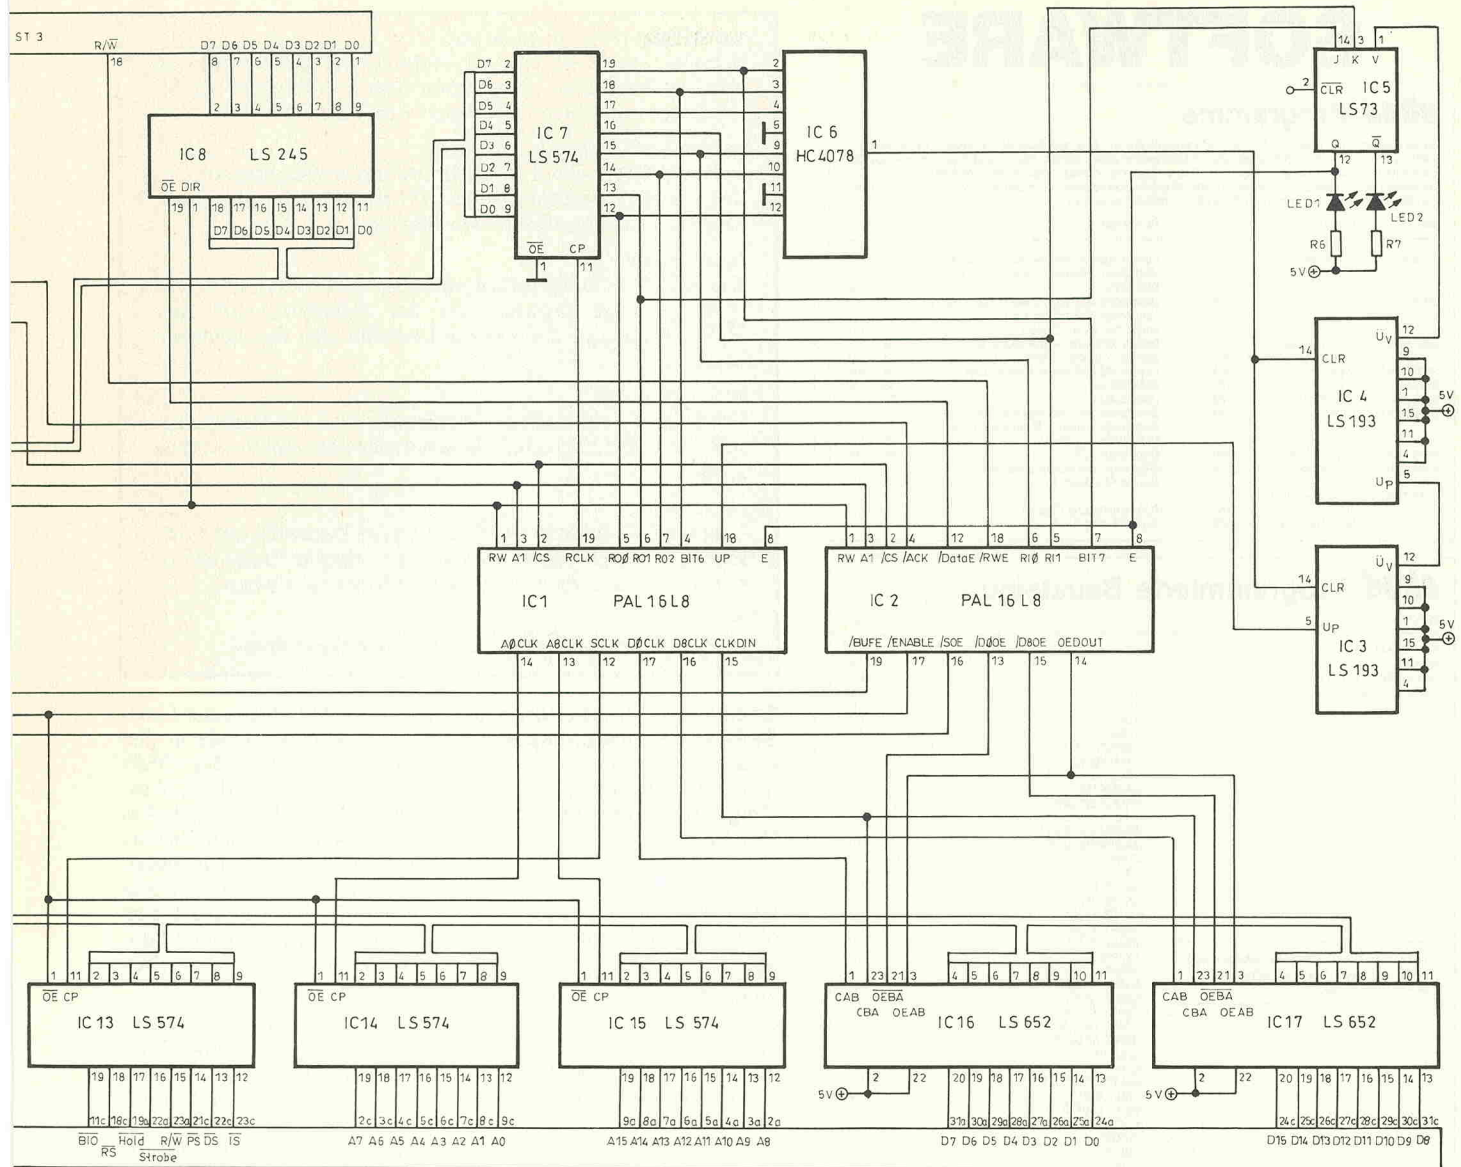 ST 3
R/W
D7 D6 D5 D4 D3 D2 D1 D0
18 8 7 6 5 4 3 2 1
2 3 4 5 6 7 8 9
IC8 LS 245
OE DIR
19 1 18 17 16 15 14 13 12 11
D7 D6 D5 D4 D3 D2 D1 D0
D7 2
D6 3
D5 4
D4 5
D3 6
D2 7
D1 8
D0 9
IC 7
LS 574
OE CP
1 11
19
18
17
16
15
14
13
12
2
3
4
5
9
10
11
12
IC 6
HC4078
1
14 3 1
J K V
2 CLR IC5
LS73
Q Q
12 13
LED1 LED2
R6 R7
5V
14 CLR
IC 4
LS193
Uv 12
9
10
1
15
11
4
Up 5
5V
14 CLR
5 Up
IC 3
LS 193
Uv 12
9
10
1
15
11
4
5V
1 3 2 19 5 6 7 4 18 8
RW A1 /CS RCLK RO0 RO1 RO2 BIT6 UP E
IC1 PAL 16 L 8
A0CLK A8CLK SCLK D0CLK D8CLK CLKDIN
14 13 12 17 16 15
1 3 2 4 12 18 6 5 7 8
RW A1 /CS /ACK /DataE /RWE RI0 RI1 BIT7 E
IC 2 PAL 16 L 8
/BUFE /ENABLE /SOE /D0OE /D8OE OEDOUT
19 17 16 13 15 14
1 11 2 3 4 5 6 7 8 9
OE CP
IC 13 LS 574
19 18 17 16 15 14 13 12
11c 18c 19a 22a 23a 21c 22c 23c
BIO RS Hold Strobe R/W PS DS IS
1 11 2 3 4 5 6 7 8 9
OE CP
IC14 LS 574
19 18 17 16 15 14 13 12
2c 3c 4c 5c 6c 7c 8c 9c
A7 A6 A5 A4 A3 A2 A1 A0
1 11 2 3 4 5 6 7 8 9
OE CP
IC 15 LS 574
19 18 17 16 15 14 13 12
9a 8a 7a 6a 5a 4a 3a 2a
A15 A14 A13 A12 A11 A10 A9 A8
1 23 21 3 4 5 6 7 8 9 10 11
CAB OEBA
CBA OEAB
IC16 LS 652
5V 2 22 20 19 18 17 16 15 14 13
31a 30a 29a 28a 27a 26a 25a 24a
D7 D6 D5 D4 D3 D2 D1 D0
1 23 21 3 4 5 6 7 8 9 10 11
CAB OEBA
CBA OEAB
IC17 LS 652
5V 2 22 20 19 18 17 16 15 14 13
24c 25c 26c 27c 28c 29c 30c 31c
D15 D14 D13 D12 D11 D10 D9 D8